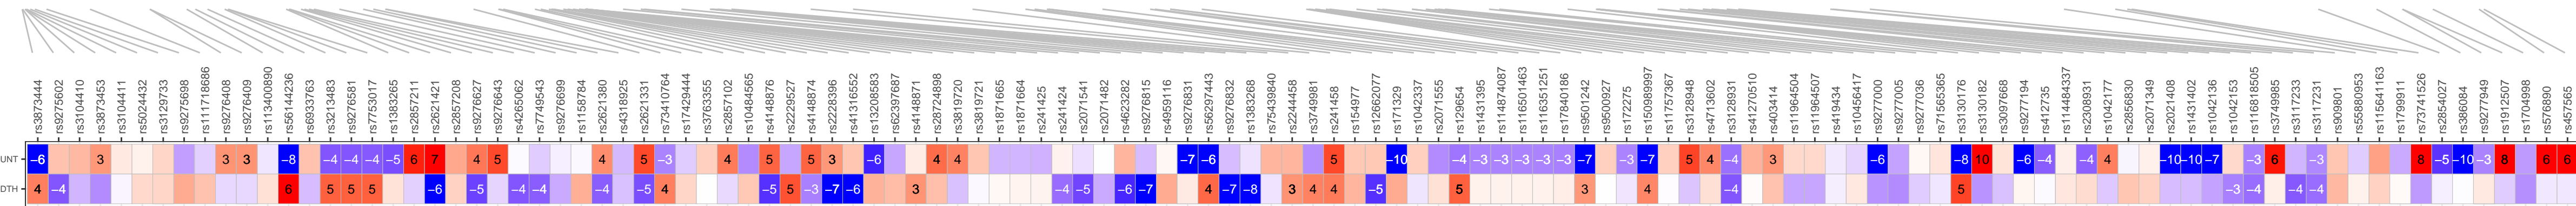 rs3873444
rs9275602
rs3104410
rs3873453
rs3104411
rs5024432
rs3129733
rs9275698
rs111718686
rs9276408
rs9276409
rs113400890
rs56144236
rs6933763
rs3213483
rs9276581
rs7753017
rs1383265
rs2857211
rs2621421
rs2857208
rs9276627
rs9276643
rs4265062
rs7749543
rs9276699
rs1158784
rs2621380
rs4318925
rs2621331
rs73410764
rs17429444
rs3763355
rs2857102
rs10484565
rs4148876
rs2229527
rs4148874
rs2228396
rs41316552
rs13208583
rs62397687
rs4148871
rs28724898
rs3819720
rs3819721
rs1871665
rs1871664
rs241425
rs241424
rs2071541
rs2071482
rs4623282
rs9276815
rs4959116
rs9276831
rs56297443
rs9276832
rs1383268
rs75439840
rs2244458
rs3749981
rs241458
rs154977
rs12662077
rs171329
rs1042337
rs2071555
rs129654
rs1431395
rs114874087
rs116501463
rs116351251
rs17840186
rs9501242
rs9500927
rs172275
rs150989997
rs11757367
rs3128948
rs4713602
rs3128931
rs41270510
rs403414
rs11964504
rs11964507
rs419434
rs10456417
rs9277000
rs9277005
rs9277036
rs71565365
rs3130176
rs3130182
rs3097668
rs9277194
rs412735
rs114484337
rs2308931
rs1042177
rs2856830
rs2071349
rs2021408
rs1431402
rs1042136
rs1042153
rs116818505
rs3749985
rs3117233
rs3117231
rs9098O1
rs55880953
rs115641163
rs4399911
rs73741526
rs2854027
rs386084
rs9277949
rs1912507
rs1704998
rs576890
rs4587565
UNT −6 3 3 3 −8 −4 −4 −4 −5 6 7 4 5 4 5 −3 4 5 5 3 −6 4 4 −7 −6 5 −10 −4 −3 −3 −3 −3 −3 −7 −3 −7 5 4 −4 3 −6 −8 10 −6 −4 −4 4 −10 −10 −7 −3 6 −3 8 −5 −10 −3 8 6 6
DTH 4 −4 6 5 5 5 −6 −5 −4 −4 −4 −5 4 −5 5 −3 −7 −6 3 −4 −5 −6 −7 4 −7 −8 3 4 4 −5 5 3 4 −4 5 −3 −4 −4 −4